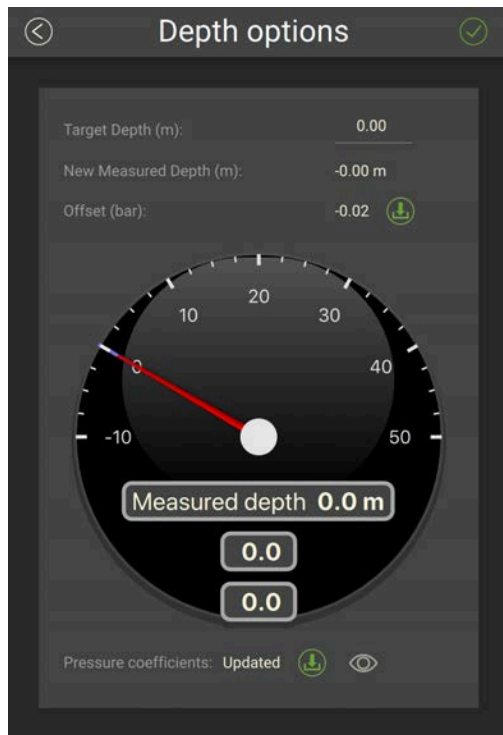 Depth options
Target Depth (m): 0.00
New Measured Depth (m): -0.00 m
Offset (bar): -0.02
20
10 30
0 40
-10 50
Measured depth 0.0 m
0.0
0.0
Pressure coefficients: Updated